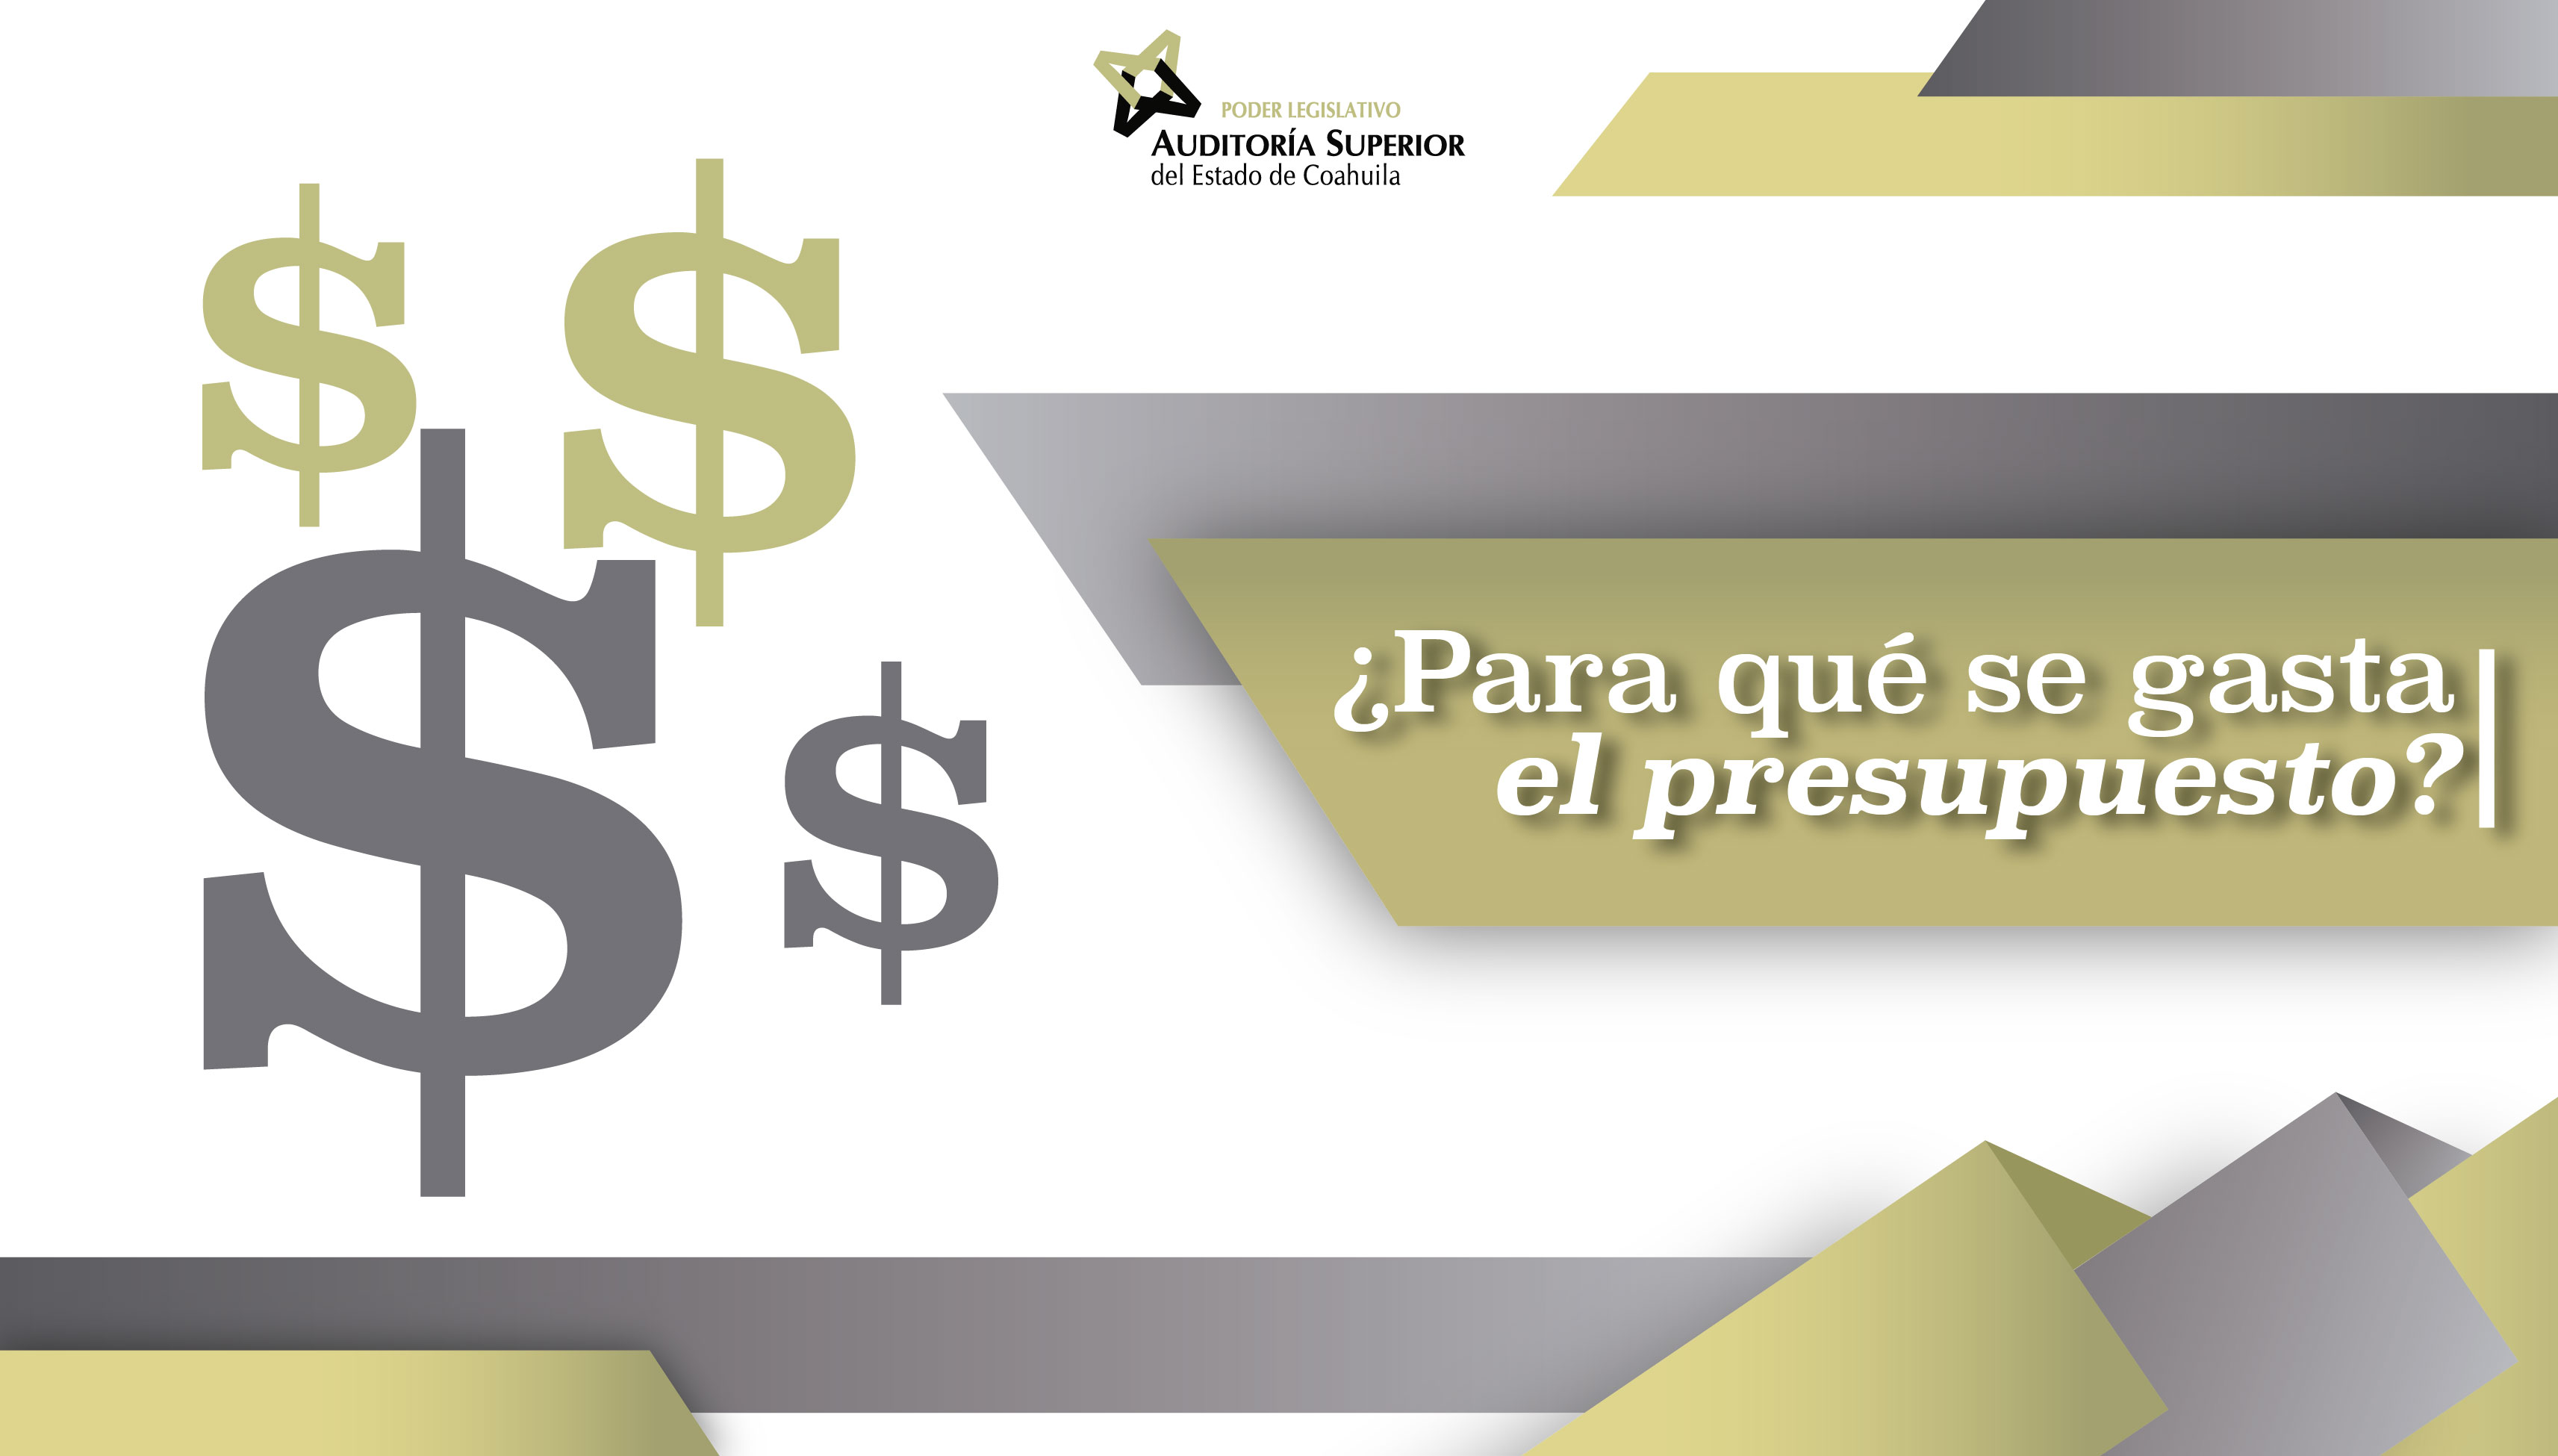 PODER LEGISLATIVO
AUDITORÍA SUPERIOR
del Estado de Coahuila
$ $
$ $
¿Para qué se gasta
el presupuesto?